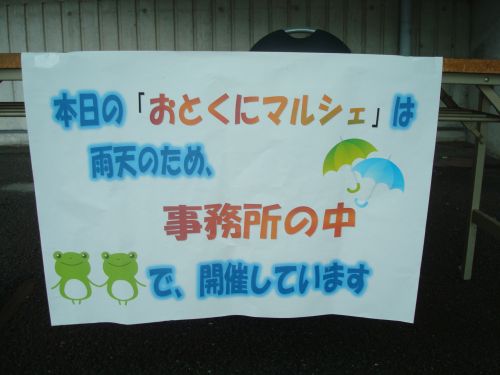 本日の「おとくにマルシェ」は
雨天のため、
事務所の中
で、開催しています